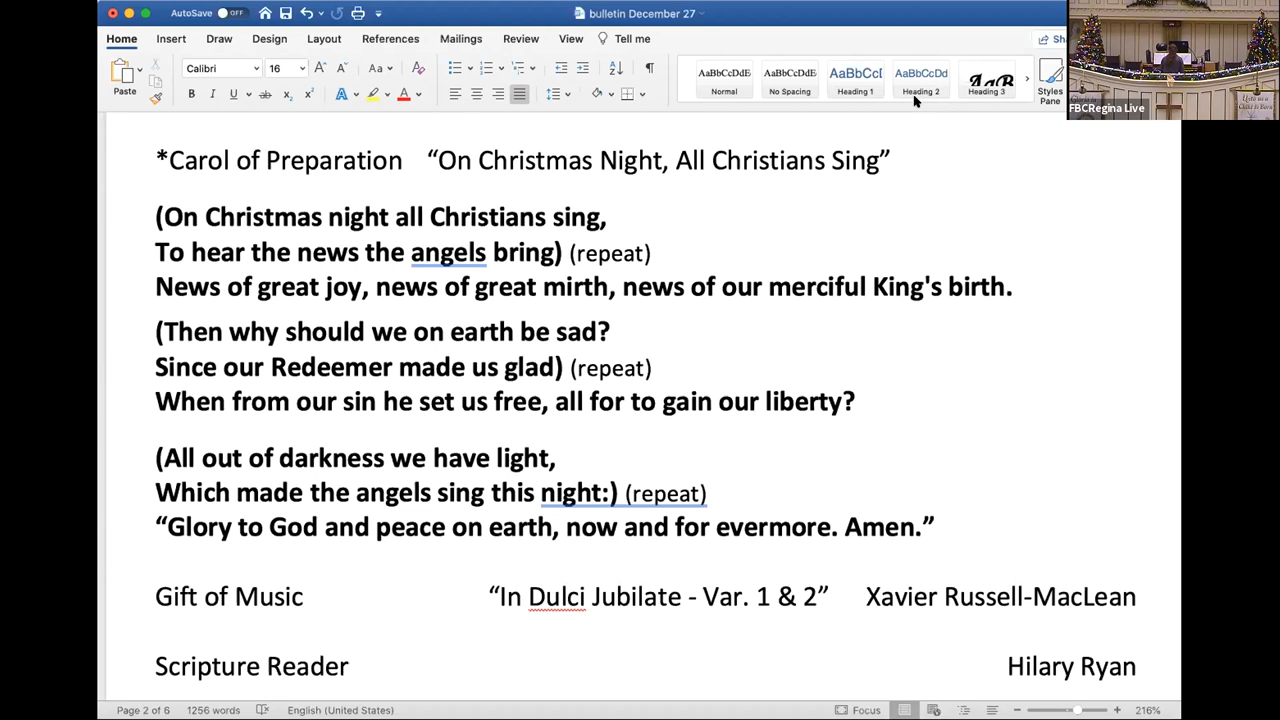 AutoSave OFF
bulletin December 27
Home Insert Draw Design Layout References Mailings Review View Tell me
Paste
Calibri 16
AaBbCcDdE Normal
AaBbCcDdE No Spacing
AaBbCcD Heading 1
AaBbCcDd Heading 2
AaB Heading 3
Styles Pane
FBCRegina Live
*Carol of Preparation “On Christmas Night, All Christians Sing”
(On Christmas night all Christians sing,
To hear the news the angels bring) (repeat)
News of great joy, news of great mirth, news of our merciful King's birth.
(Then why should we on earth be sad?
Since our Redeemer made us glad) (repeat)
When from our sin he set us free, all for to gain our liberty?
(All out of darkness we have light,
Which made the angels sing this night:) (repeat)
“Glory to God and peace on earth, now and for evermore. Amen.”
Gift of Music “In Dulci Jubilate - Var. 1 & 2” Xavier Russell-MacLean
Scripture Reader Hilary Ryan
Page 2 of 6 1256 words English (United States) Focus 216%